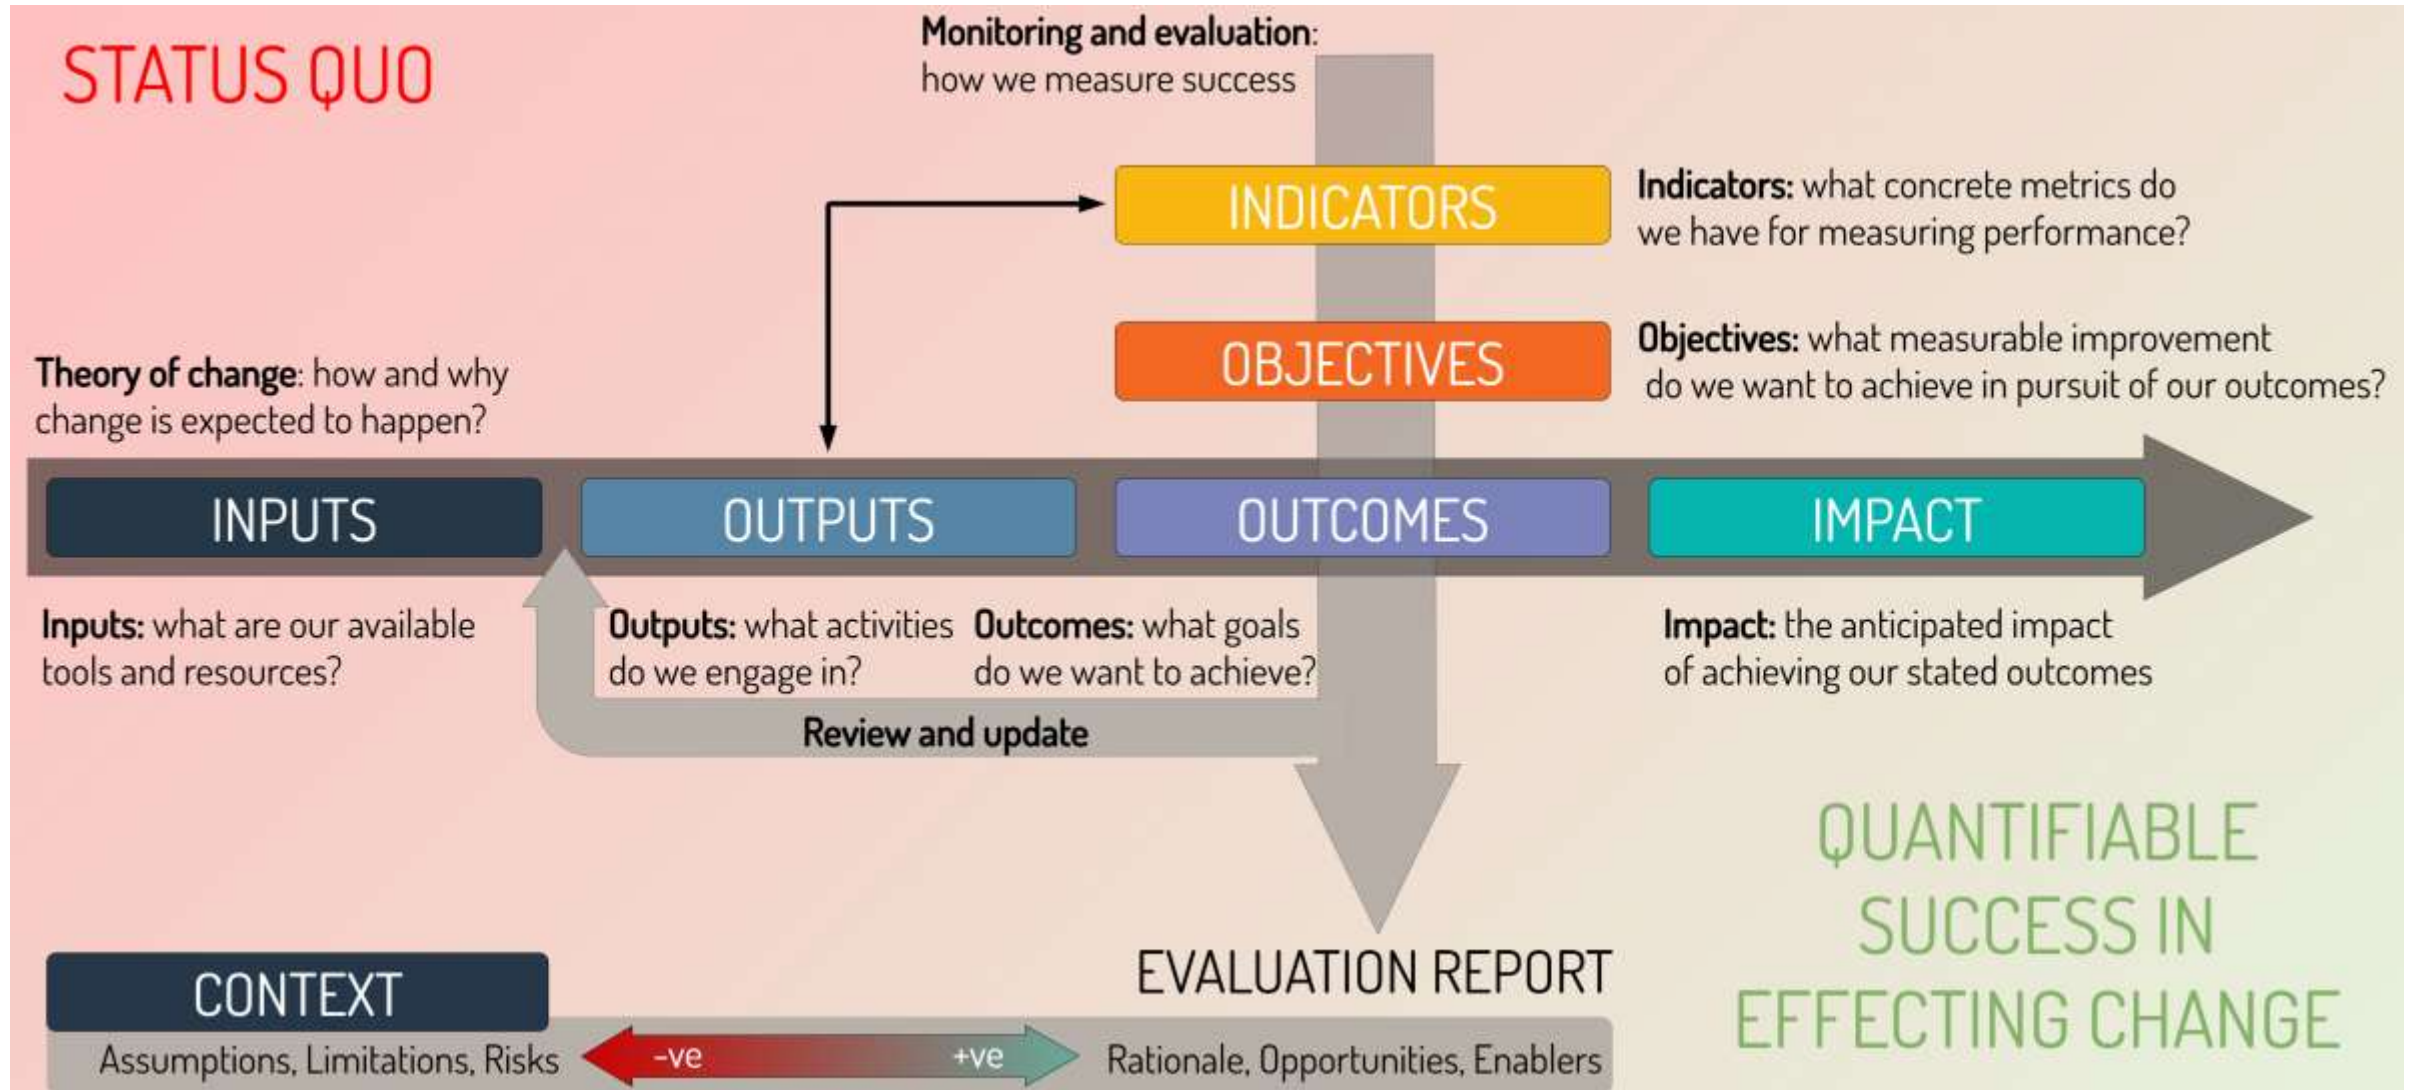 STATUS QUO
Monitoring and evaluation:
how we measure success
INDICATORS
Indicators: what concrete metrics do
we have for measuring performance?
OBJECTIVES
Objectives: what measurable improvement
do we want to achieve in pursuit of our outcomes?
Theory of change: how and why
change is expected to happen?
INPUTS
OUTPUTS
OUTCOMES
IMPACT
Inputs: what are our available
tools and resources?
Outputs: what activities
do we engage in?
Outcomes: what goals
do we want to achieve?
Impact: the anticipated impact
of achieving our stated outcomes
Review and update
QUANTIFIABLE
SUCCESS IN
EFFECTING CHANGE
EVALUATION REPORT
CONTEXT
Assumptions, Limitations, Risks
-ve
+ve
Rationale, Opportunities, Enablers